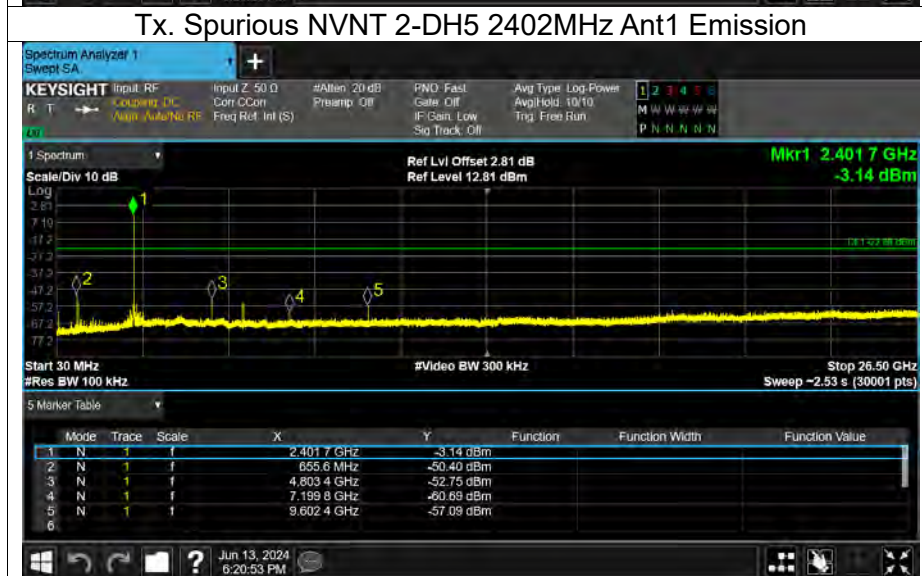 Tx. Spurious NVNT 2-DH5 2402MHz Ant1 Emission
Spectrum Analyzer 1
Swept SA
+
KEYSIGHT Input: RF Input Z: 50 Ω #Atten: 20 dB PNO: Fast Avg Type: Log-Power 1 2 3 4 5 6
R T Coupling: DC Corr CCorr Preamp: Off Gate: Off Avg|Hold: 10/10 M W W W W W
Align: Auto/No RF Freq Ref: Int (S) IF Gain: Low Trig: Free Run
Sig Track: Off P N N N N N
1 Spectrum
Ref Lvl Offset 2.81 dB Mkr1 2.401 7 GHz
Scale/Div 10 dB Ref Level 12.81 dBm -3.14 dBm
Log
2.81
-7.19
-17.2
-27.2
-37.2
-47.2
-57.2
-67.2
-77.2
DL1 -22.88 dBm
1
2
3
4
5
Start 30 MHz #Video BW 300 kHz Stop 26.50 GHz
#Res BW 100 kHz Sweep ~2.53 s (30001 pts)
5 Marker Table
Mode Trace Scale X Y Function Function Width Function Value
1 N 1 f 2.401 7 GHz -3.14 dBm
2 N 1 f 655.6 MHz -50.40 dBm
3 N 1 f 4.803 4 GHz -52.75 dBm
4 N 1 f 7.199 8 GHz -60.69 dBm
5 N 1 f 9.602 4 GHz -57.09 dBm
6
? Jun 13, 2024
6:20:53 PM